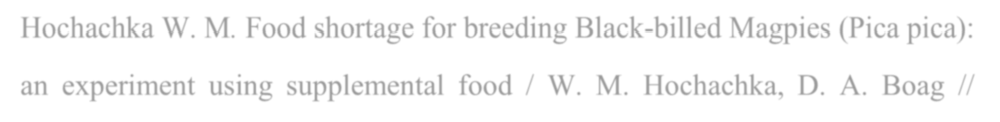 Hochachka W. M. Food shortage for breeding Black-billed Magpies (Pica pica):
an experiment using supplemental food / W. M. Hochachka, D. A. Boag //